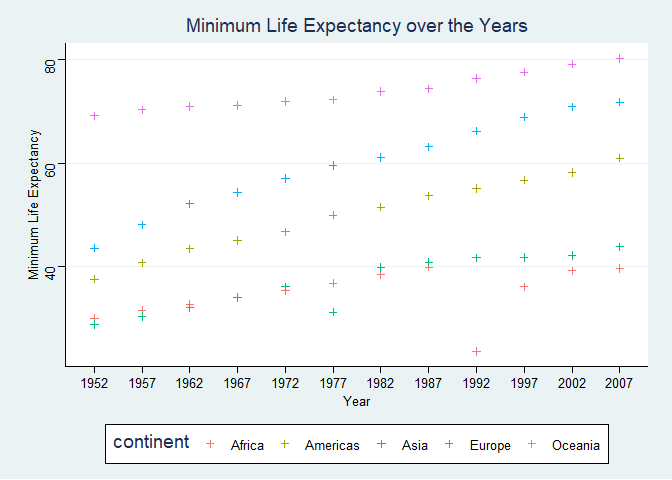 Minimum Life Expectancy over the Years
Minimum Life Expectancy
80
60
40
1952 1957 1962 1967 1972 1977 1982 1987 1992 1997 2002 2007
Year
continent Africa Americas Asia Europe Oceania